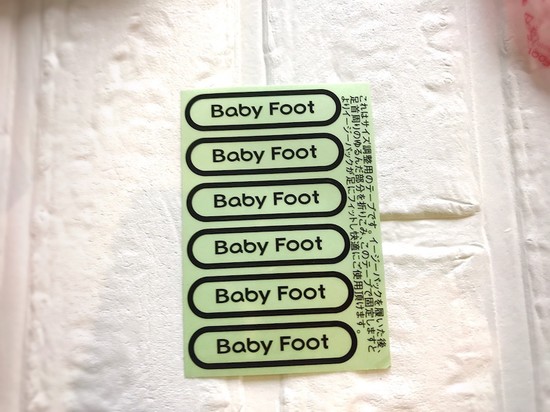 Baby Foot
Baby Foot
Baby Foot
Baby Foot
Baby Foot
Baby Foot
これはサイズ調整用のテープです。イージーパックを履いた後、
足首周りのゆるんだ部分を折りこみ、このテープで固定しますと
よりイージーパックが足にフィットし快適にご使用頂けます。